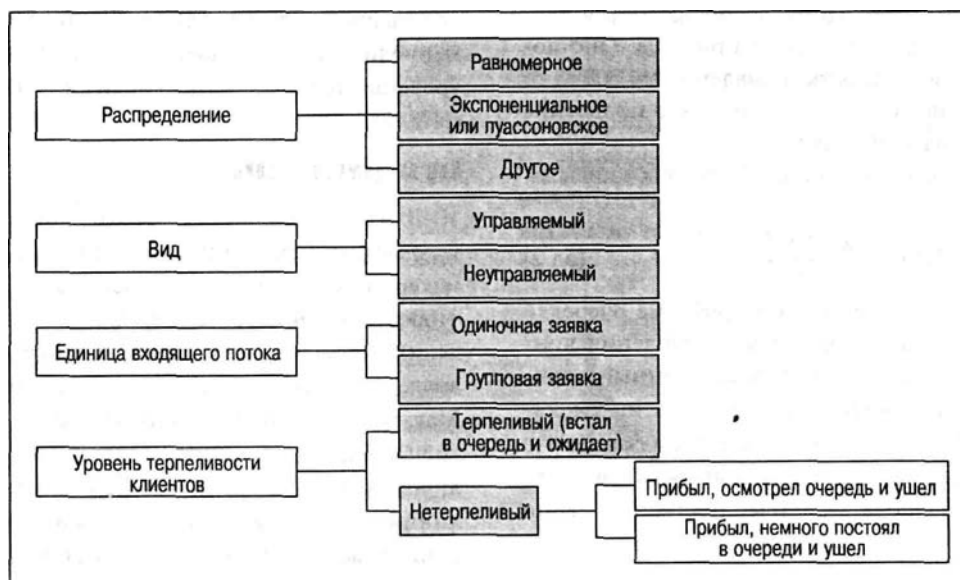 Равномерное
Распределение
Экспоненциальное
или пуассоновское
Другое
Вид
Управляемый
Неуправляемый
Единица входящего потока
Одиночная заявка
Групповая заявка
Уровень терпеливости
клиентов
Терпеливый (встал
в очередь и ожидает)
Нетерпеливый
Прибыл, осмотрел очередь и ушел
Прибыл, немного постоял
в очереди и ушел